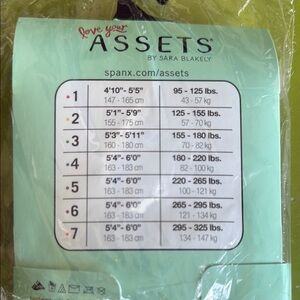 love your
ASSETS®
BY SARA BLAKELY
spanx.com/assets
1 4'10"- 5'5" 95 - 125 lbs.
147 - 165 cm 43 - 57 kg
2 5'1"- 5'9" 125 - 155 lbs.
155 - 175 cm 57 - 70 kg
3 5'3"- 5'11" 155 - 180 lbs.
160 - 180 cm 70 - 82 kg
4 5'4"- 6'0" 180 - 220 lbs.
163 - 183 cm 82 - 100 kg
5 5'4"- 6'0" 220 - 265 lbs.
163 - 183 cm 100 - 121 kg
6 5'4"- 6'0" 265 - 295 lbs.
163 - 183 cm 121 - 134 kg
7 5'4"- 6'0" 295 - 325 lbs.
163 - 183 cm 134 - 147 kg